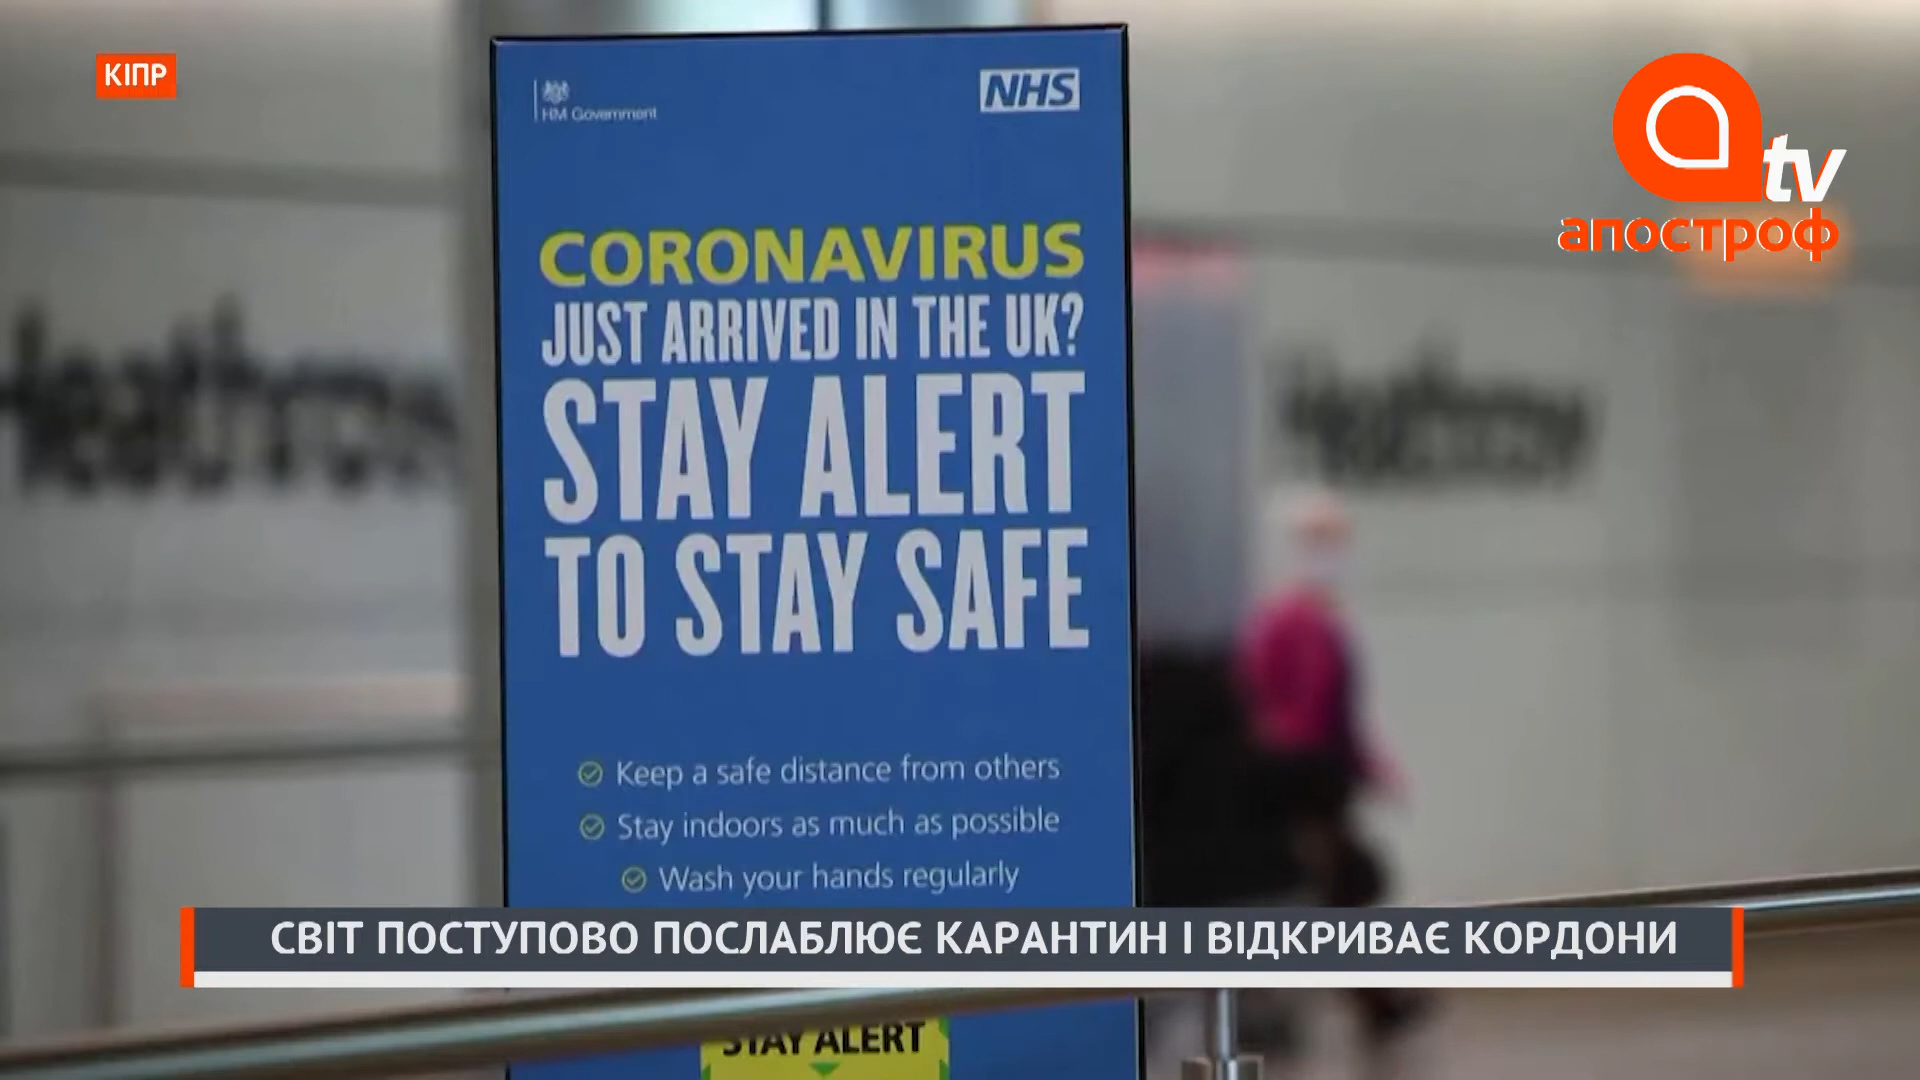 КІПР
HM Government
NHS
tv
апостроф
CORONAVIRUS
JUST ARRIVED IN THE UK?
STAY ALERT
TO STAY SAFE
Heathrow
Heathrow
Keep a safe distance from others
Stay indoors as much as possible
Wash your hands regularly
СВІТ ПОСТУПОВО ПОСЛАБЛЮЄ КАРАНТИН І ВІДКРИВАЄ КОРДОНИ
STAY ALERT